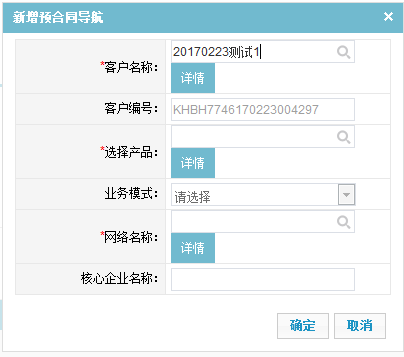 新增预合同导航
*客户名称： 20170223测试1
详情
客户编号： KHBH7746170223004297
*选择产品：
详情
业务模式： 请选择
*网络名称：
详情
核心企业名称：
确定 取消